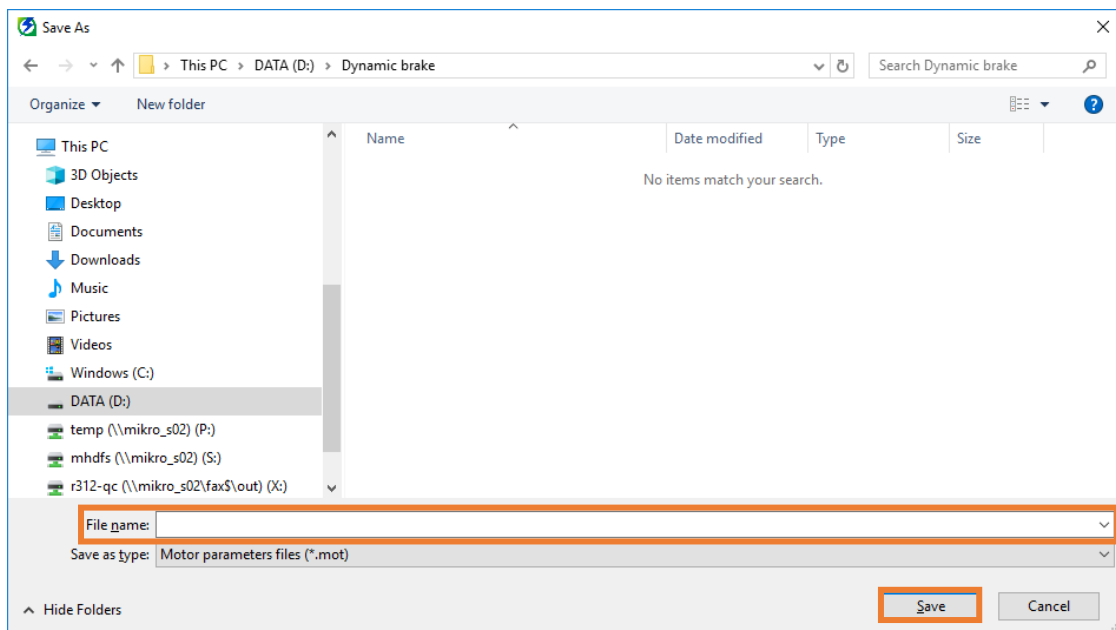 Save As
This PC > DATA (D:) > Dynamic brake
Search Dynamic brake
Organize
New folder
Name
Date modified
Type
Size
No items match your search.
This PC
3D Objects
Desktop
Documents
Downloads
Music
Pictures
Videos
Windows (C:)
DATA (D:)
temp (\\mikro_s02) (P:)
mhdfs (\\mikro_s02) (S:)
r312-qc (\\mikro_s02\fax$\out) (X:)
File name:
Save as type: Motor parameters files (*.mot)
Hide Folders
Save
Cancel